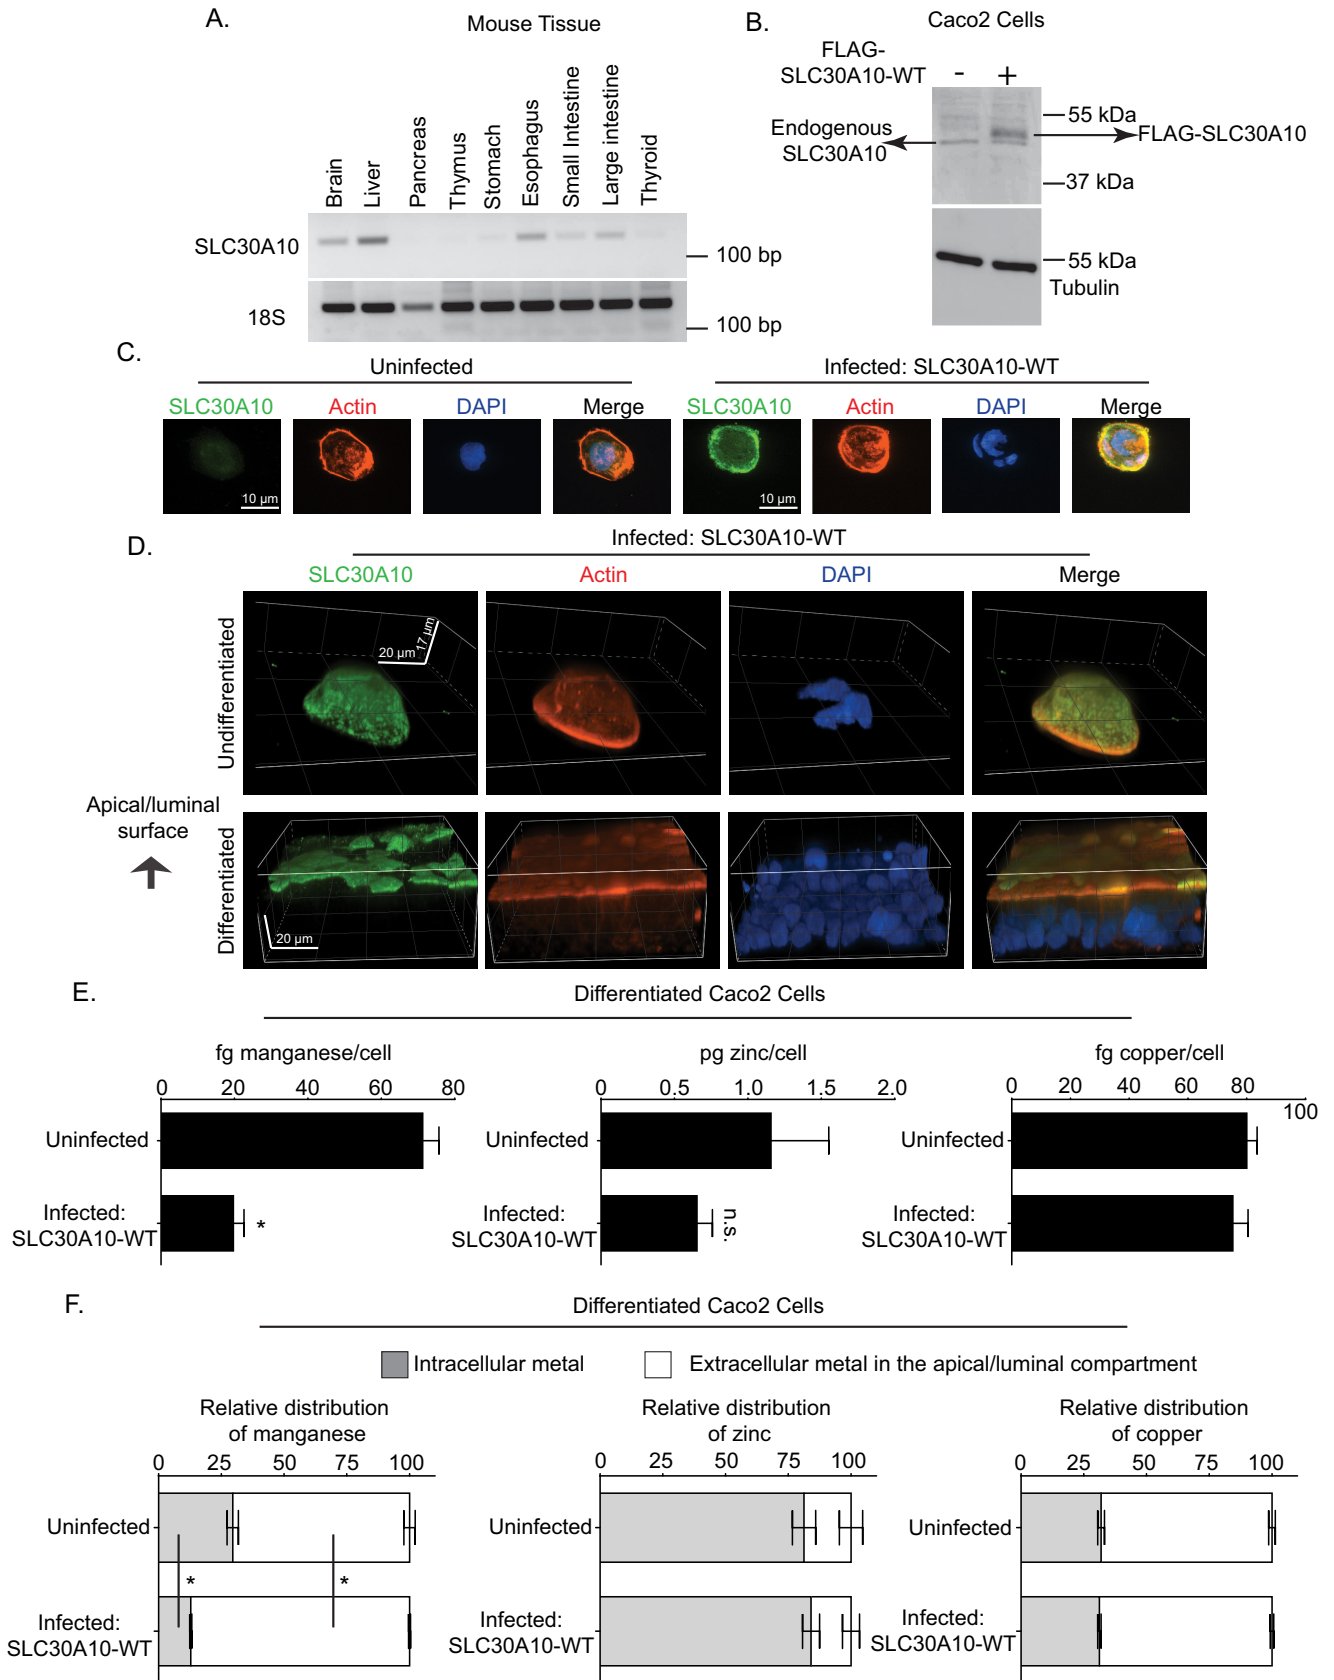 A.
Mouse Tissue
Brain
Liver
Pancreas
Thymus
Stomach
Esophagus
Small Intestine
Large intestine
Thyroid
SLC30A10
100 bp
18S
100 bp
B.
Caco2 Cells
FLAG-
SLC30A10-WT
- +
55 kDa
Endogenous
SLC30A10
FLAG-SLC30A10
37 kDa
55 kDa
Tubulin
C.
Uninfected
Infected: SLC30A10-WT
SLC30A10 Actin DAPI Merge SLC30A10 Actin DAPI Merge
10 µm
10 µm
D.
Infected: SLC30A10-WT
SLC30A10 Actin DAPI Merge
Undifferentiated
20 µm
17 µm
Apical/luminal
surface
Differentiated
20 µm
E.
Differentiated Caco2 Cells
fg manganese/cell
0 20 40 60 80
Uninfected
Infected:
SLC30A10-WT
*
pg zinc/cell
0 0.5 1.0 1.5 2.0
Uninfected
Infected:
SLC30A10-WT
n.s.
fg copper/cell
0 20 40 60 80 100
Uninfected
Infected:
SLC30A10-WT
F.
Differentiated Caco2 Cells
Intracellular metal
Extracellular metal in the apical/luminal compartment
Relative distribution
of manganese
0 25 50 75 100
Uninfected
* *
Infected:
SLC30A10-WT
Relative distribution
of zinc
0 25 50 75 100
Uninfected
Infected:
SLC30A10-WT
Relative distribution
of copper
0 25 50 75 100
Uninfected
Infected:
SLC30A10-WT